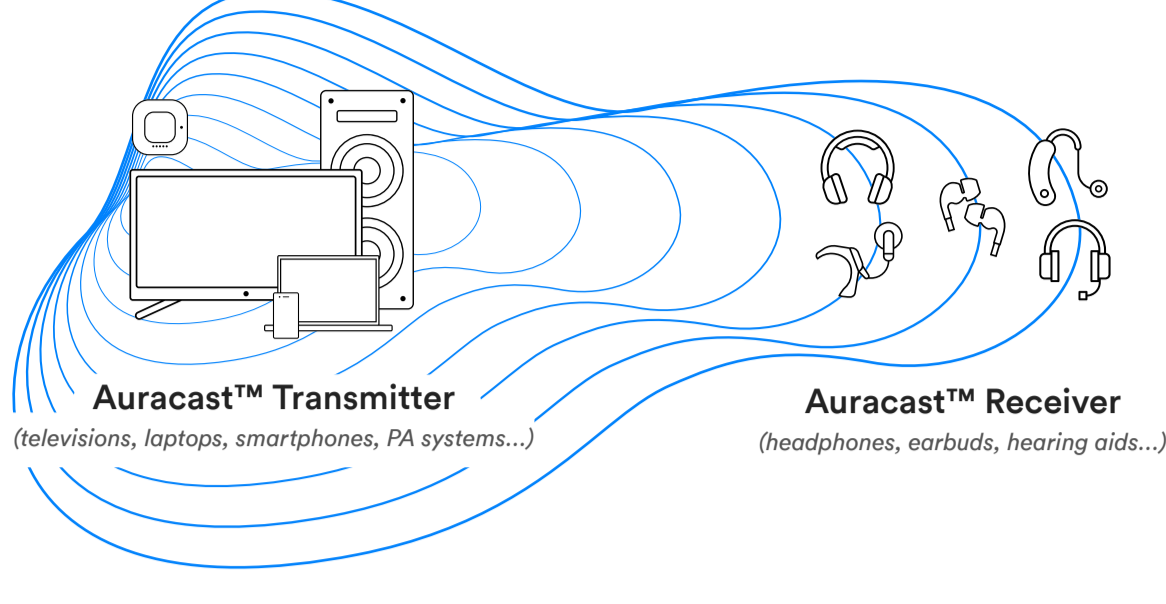 Auracast™ Transmitter
(televisions, laptops, smartphones, PA systems...)
Auracast™ Receiver
(headphones, earbuds, hearing aids...)